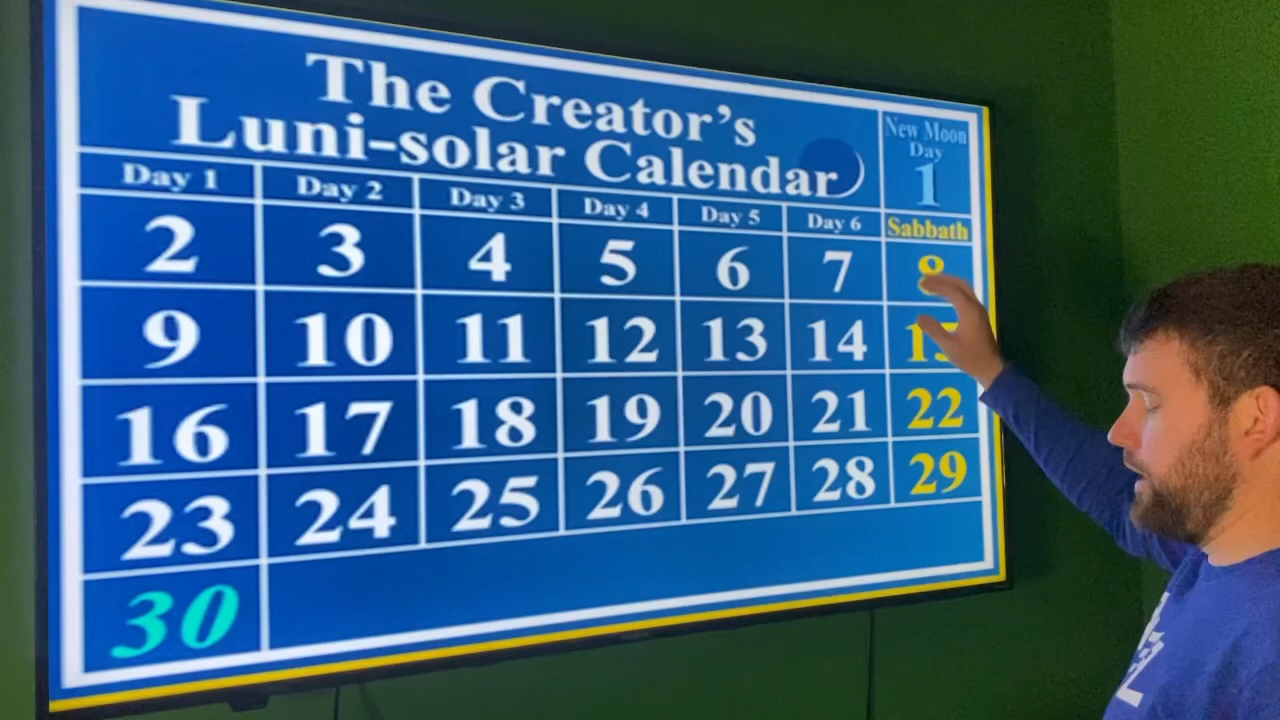 The Creator's
Luni-solar Calendar
New Moon
Day
1
Day 1 Day 2 Day 3 Day 4 Day 5 Day 6 Sabbath
2 3 4 5 6 7 8
9 10 11 12 13 14 15
16 17 18 19 20 21 22
23 24 25 26 27 28 29
30